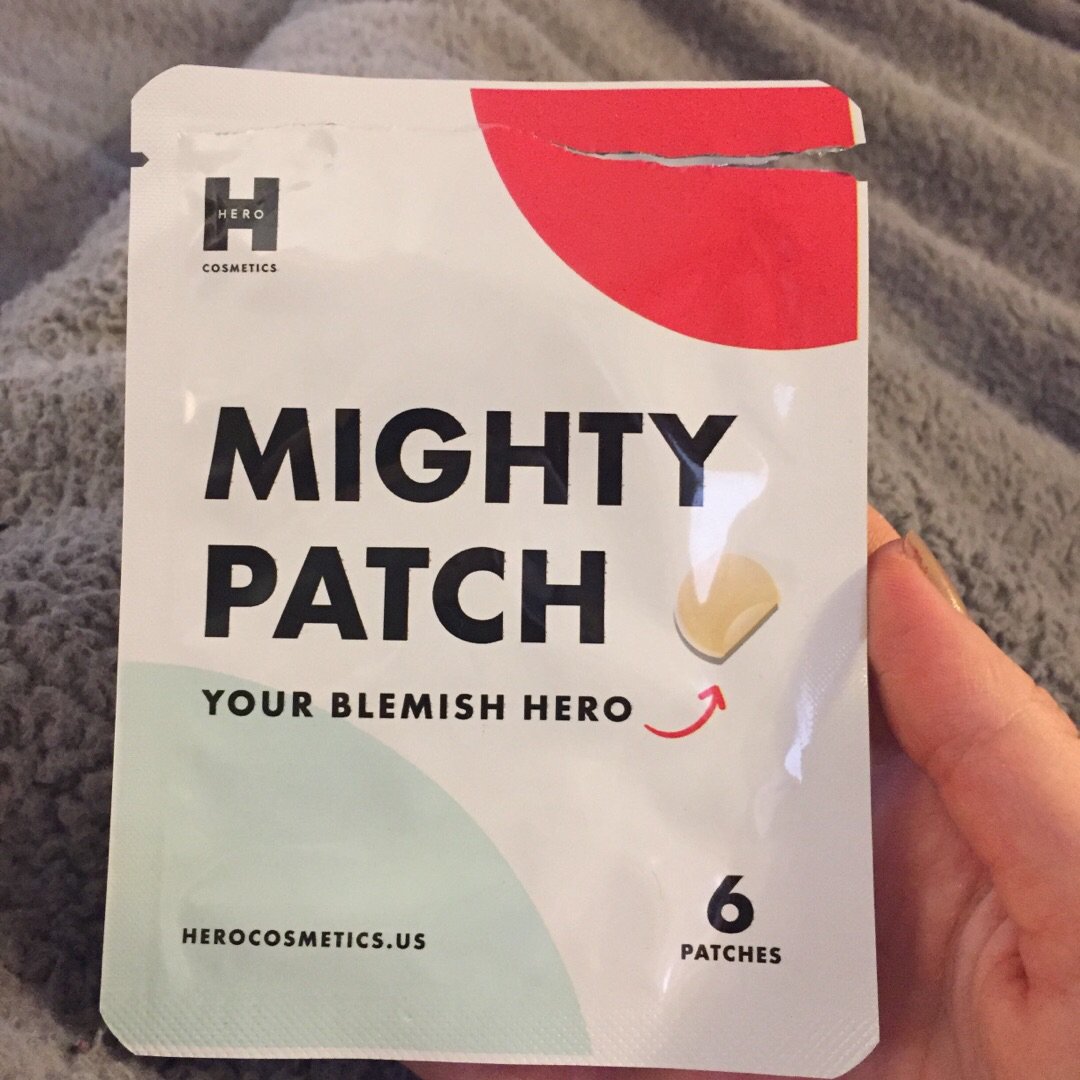 HERO
COSMETICS
MIGHTY
PATCH
YOUR BLEMISH HERO
HEROCOSMETICS.US
6
PATCHES